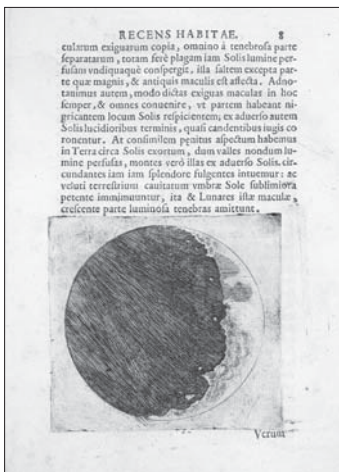 RECENS HABITAE. 8
cularum exiguarum copia, omnino à tenebrosa parte
separatarum, totam ferè plagam iam Solis lumine per-
fusam vndiquaquè conspergit, illa saltem excepta par-
te quæ magnis, & antiquis maculis est affecta. Adno-
tauimus autem, modo dictas exiguas maculas in hoc
semper, & omnes conuenire, vt partem habeant ni-
gricantem locum Solis respicientem; ex aduerso autem
Solis lucidioribus terminis, quasi candentibus iugis co
ronentur. At consimilem penitus aspectum habemus
in Terra circa Solis exortum, dum valles nondum lu-
mine perfusas, montes verò illas ex aduerso Solis cir-
cundantes iam iam splendore fulgentes intuemur: ac
veluti terrestrium cauitatum vmbræ Sole sublimiora
petente imminuuntur, ita & Lunares istæ maculæ,
crescente parte luminosa tenebras amittunt.
Verum